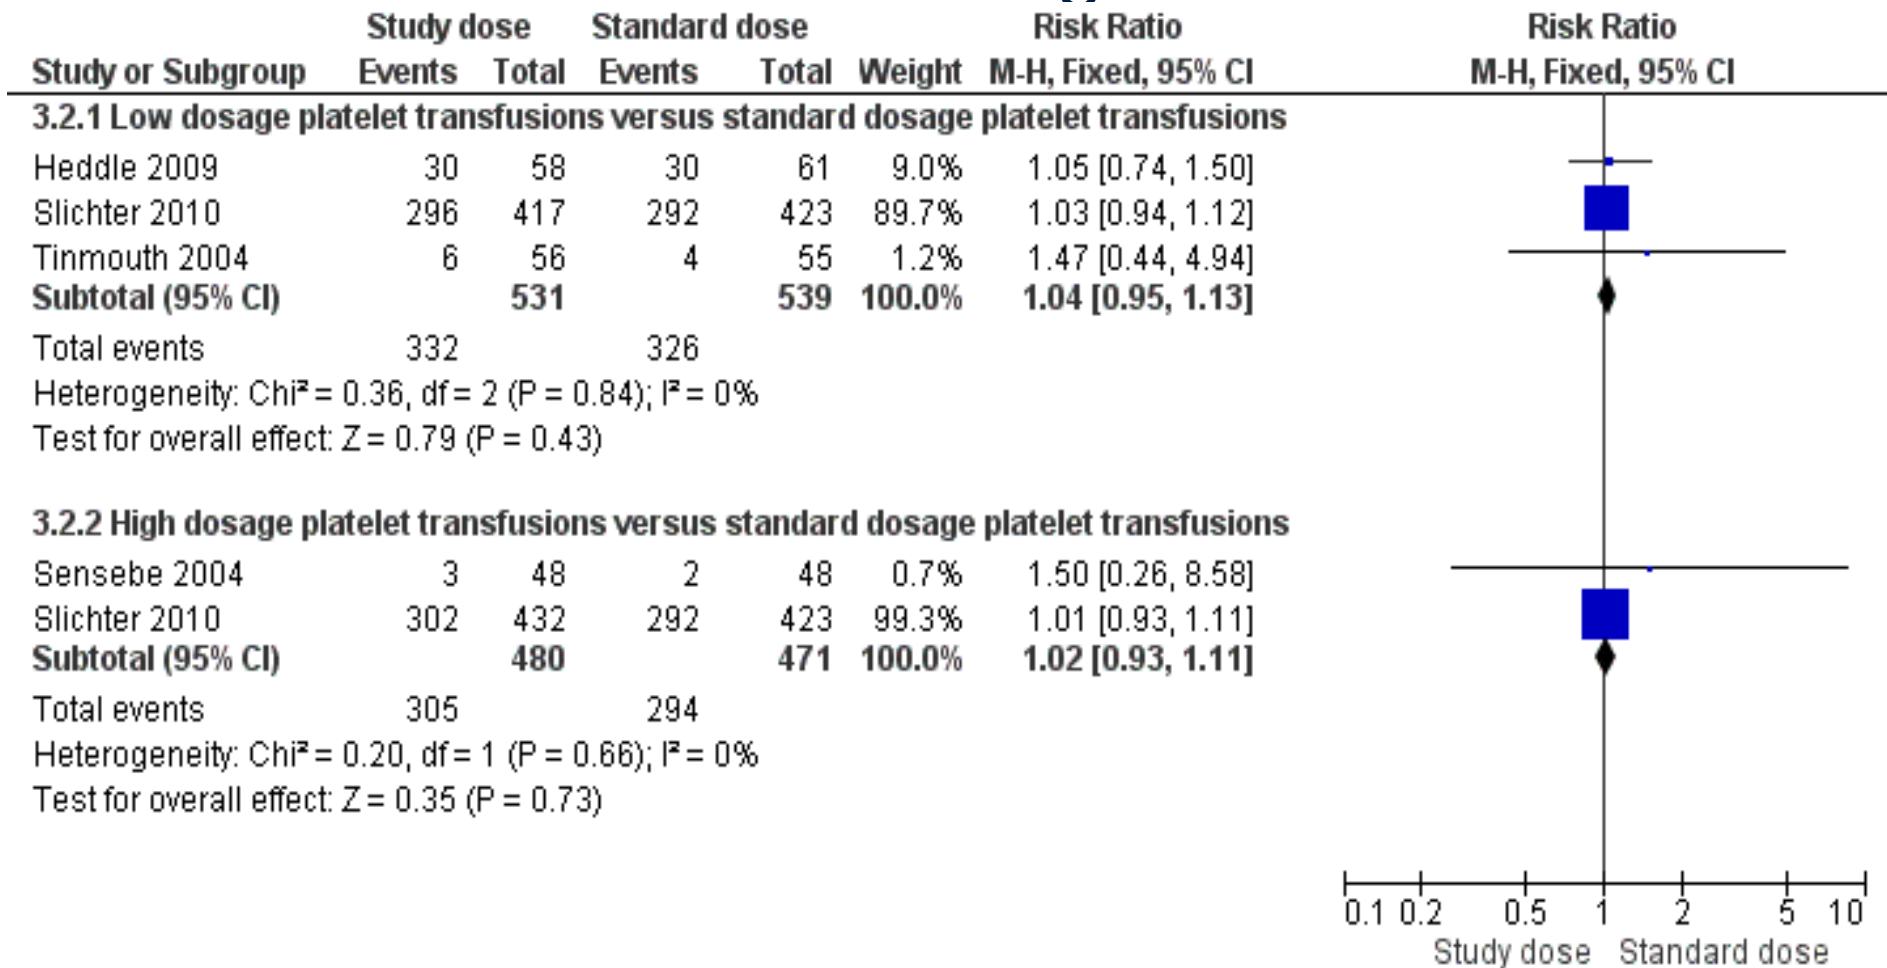 Study dose Standard dose Risk Ratio Risk Ratio
Study or Subgroup Events Total Events Total Weight M-H, Fixed, 95% CI M-H, Fixed, 95% CI
3.2.1 Low dosage platelet transfusions versus standard dosage platelet transfusions
Heddle 2009 30 58 30 61 9.0% 1.05 [0.74, 1.50]
Slichter 2010 296 417 292 423 89.7% 1.03 [0.94, 1.12]
Tinmouth 2004 6 56 4 55 1.2% 1.47 [0.44, 4.94]
Subtotal (95% CI) 531 539 100.0% 1.04 [0.95, 1.13]
Total events 332 326
Heterogeneity: Chi² = 0.36, df = 2 (P = 0.84); I² = 0%
Test for overall effect: Z = 0.79 (P = 0.43)
3.2.2 High dosage platelet transfusions versus standard dosage platelet transfusions
Sensebe 2004 3 48 2 48 0.7% 1.50 [0.26, 8.58]
Slichter 2010 302 432 292 423 99.3% 1.01 [0.93, 1.11]
Subtotal (95% CI) 480 471 100.0% 1.02 [0.93, 1.11]
Total events 305 294
Heterogeneity: Chi² = 0.20, df = 1 (P = 0.66); I² = 0%
Test for overall effect: Z = 0.35 (P = 0.73)
0.1 0.2 0.5 1 2 5 10
Study dose Standard dose